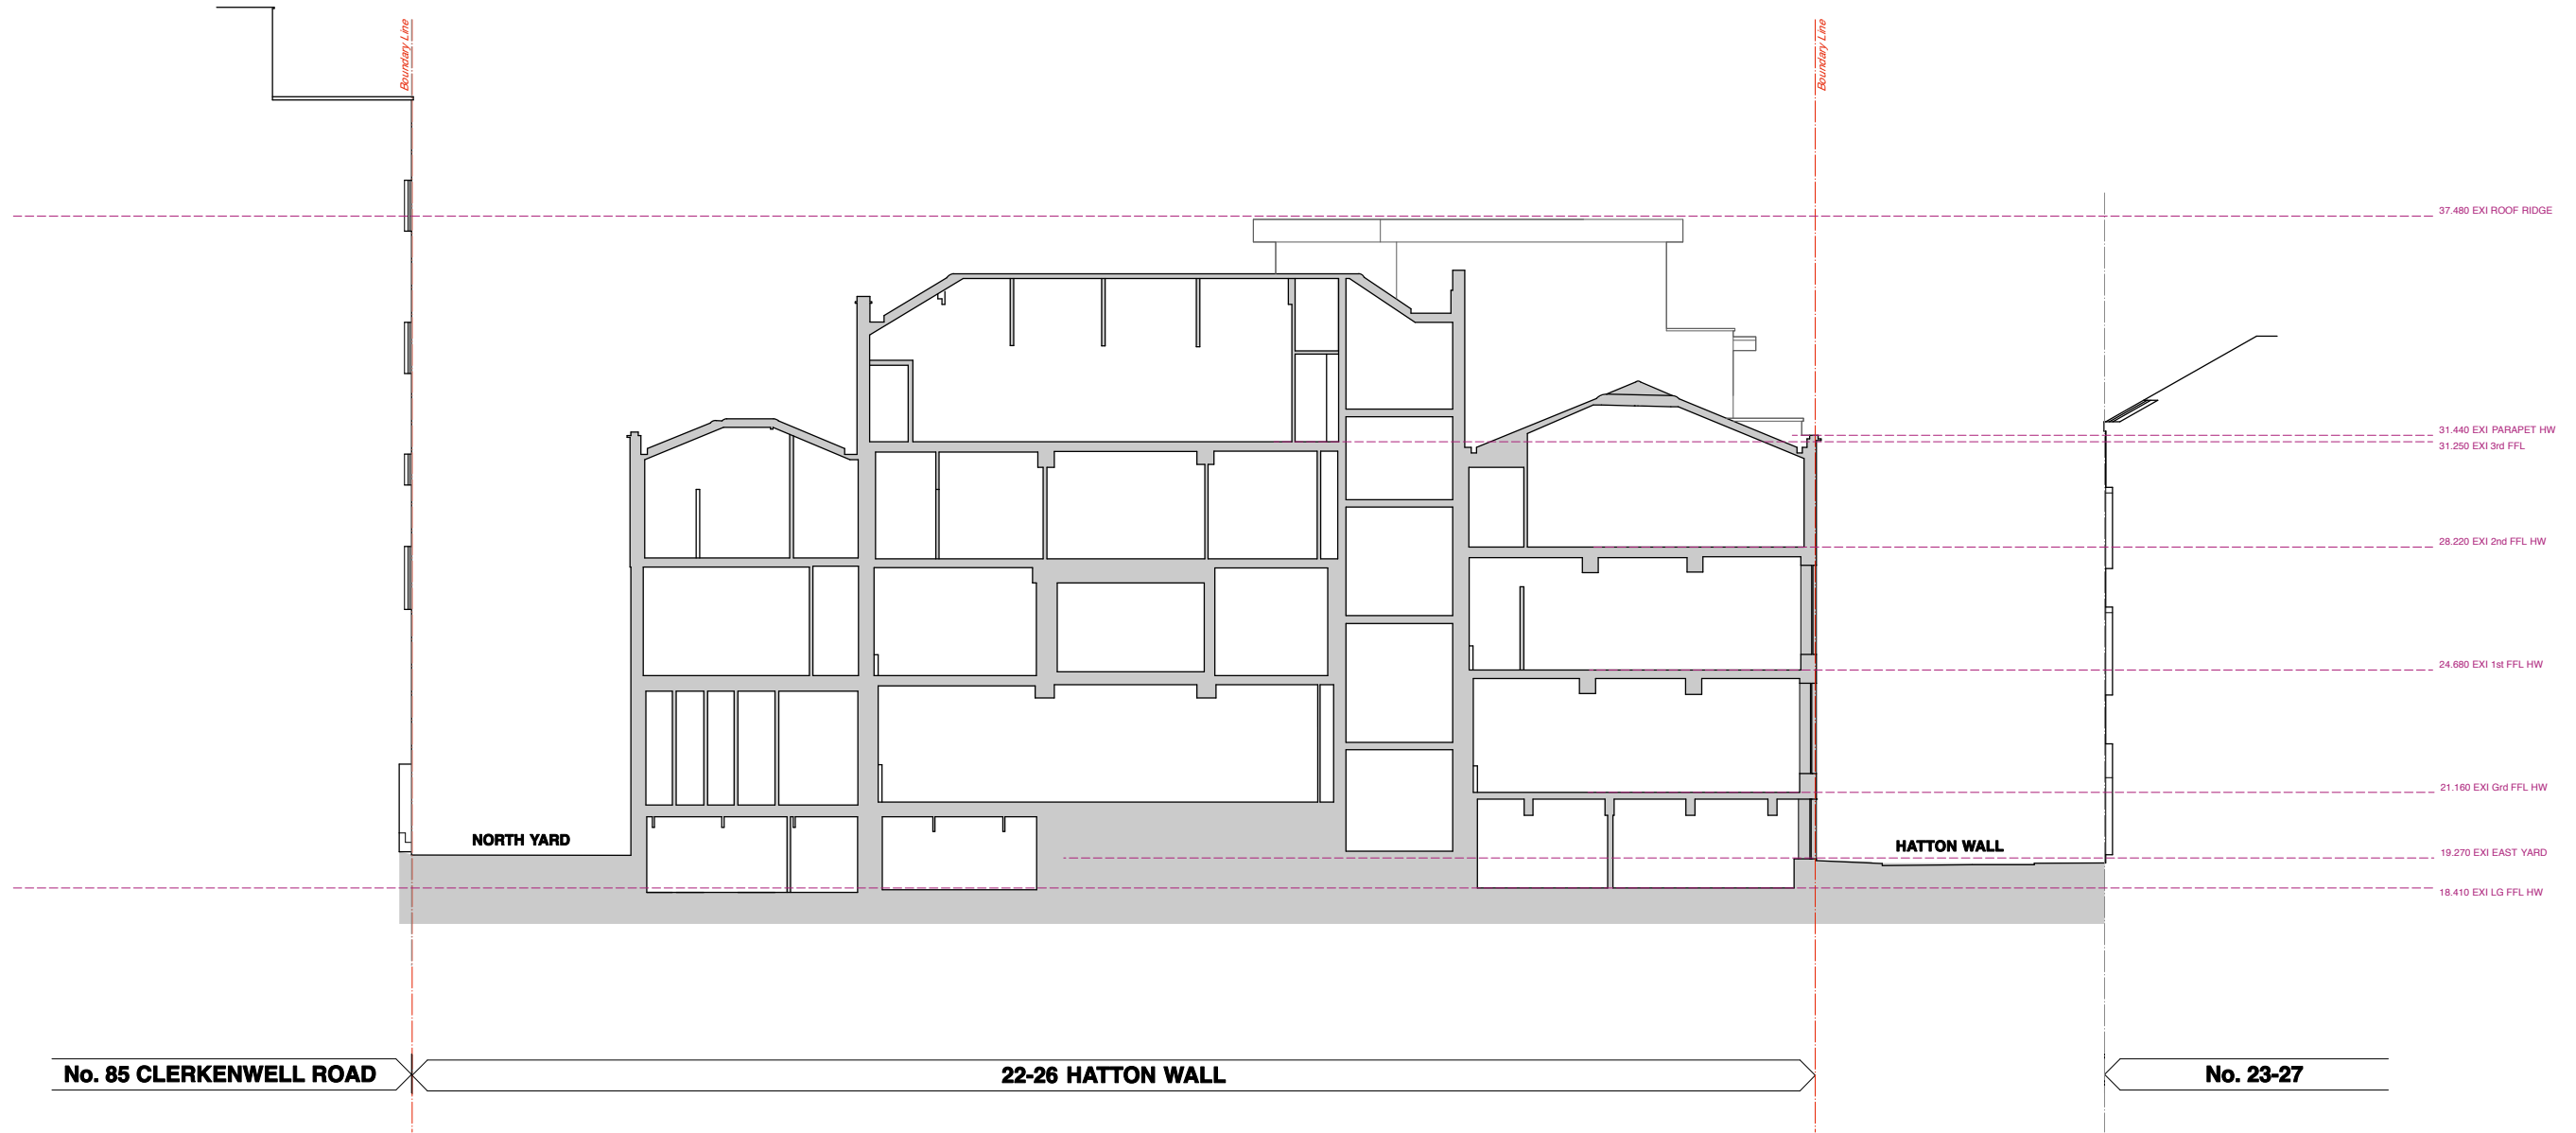 Boundary Line
Boundary Line
37.480 EXI ROOF RIDGE
31.440 EXI PARAPET HW
31.250 EXI 3rd FFL
28.220 EXI 2nd FFL HW
24.680 EXI 1st FFL HW
21.160 EXI Grd FFL HW
NORTH YARD
HATTON WALL
19.270 EXI EAST YARD
18.410 EXI LG FFL HW
No. 85 CLERKENWELL ROAD
22-26 HATTON WALL
No. 23-27